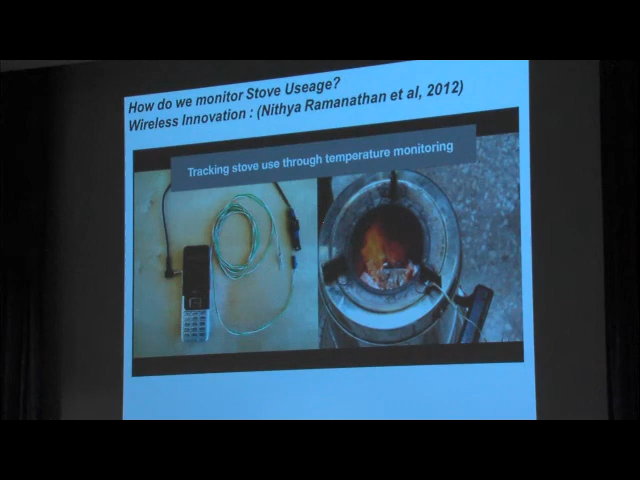 How do we monitor Stove Useage?
Wireless Innovation : (Nithya Ramanathan et al, 2012)
Tracking stove use through temperature monitoring